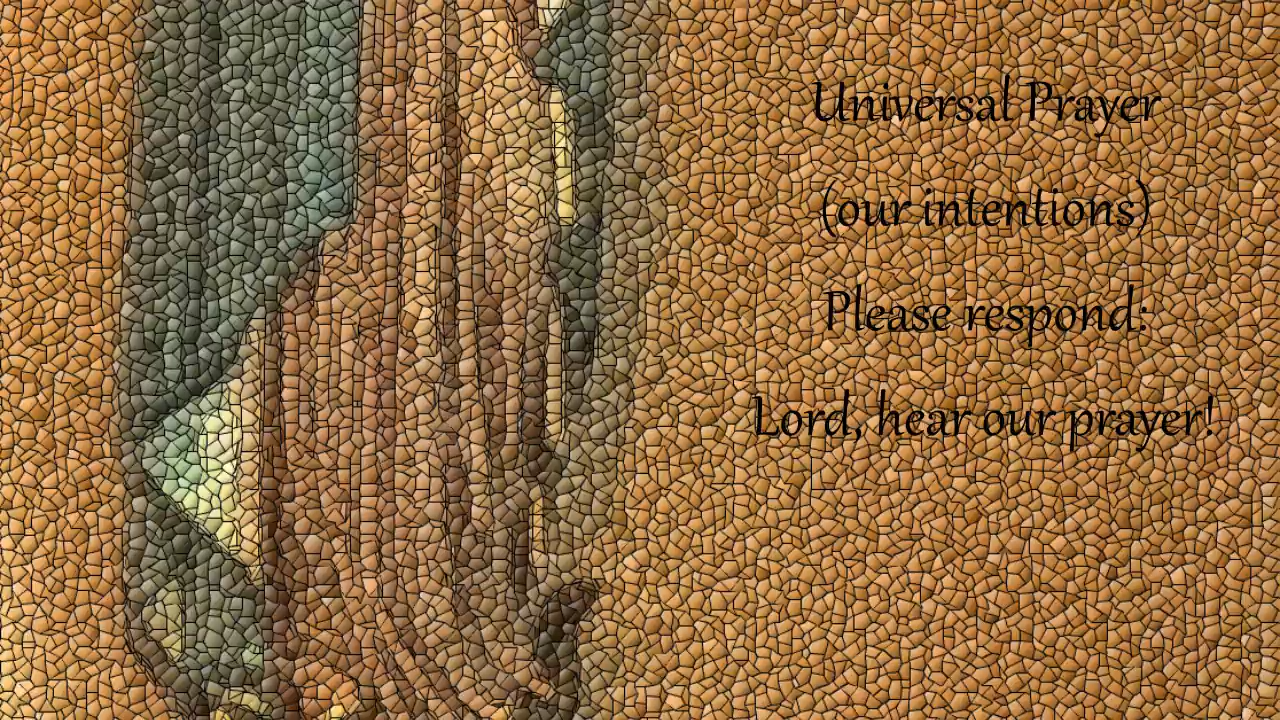 Universal Prayer
(our intentions)
Please respond:
Lord, hear our prayer!